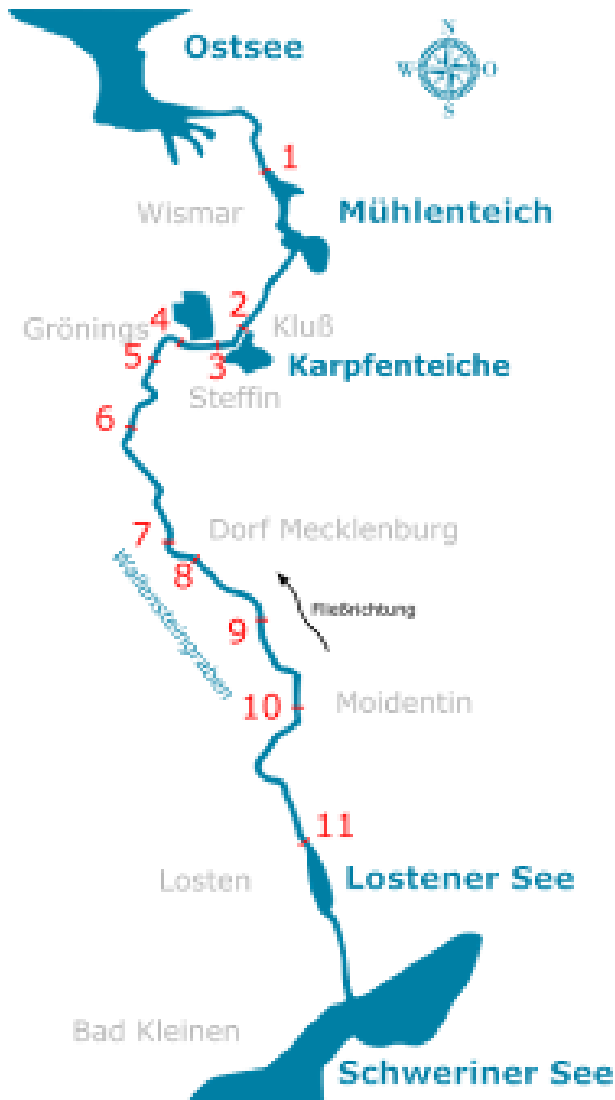 Ostsee
N
W
O
S
1
Wismar
Mühlenteich
2
4
Grönings
Kluß
5
3
Karpfenteiche
Steffin
6
7
Dorf Mecklenburg
8
Wallensteingraben
Fließrichtung
9
10
Moidentin
11
Losten
Lostener See
Bad Kleinen
Schweriner See